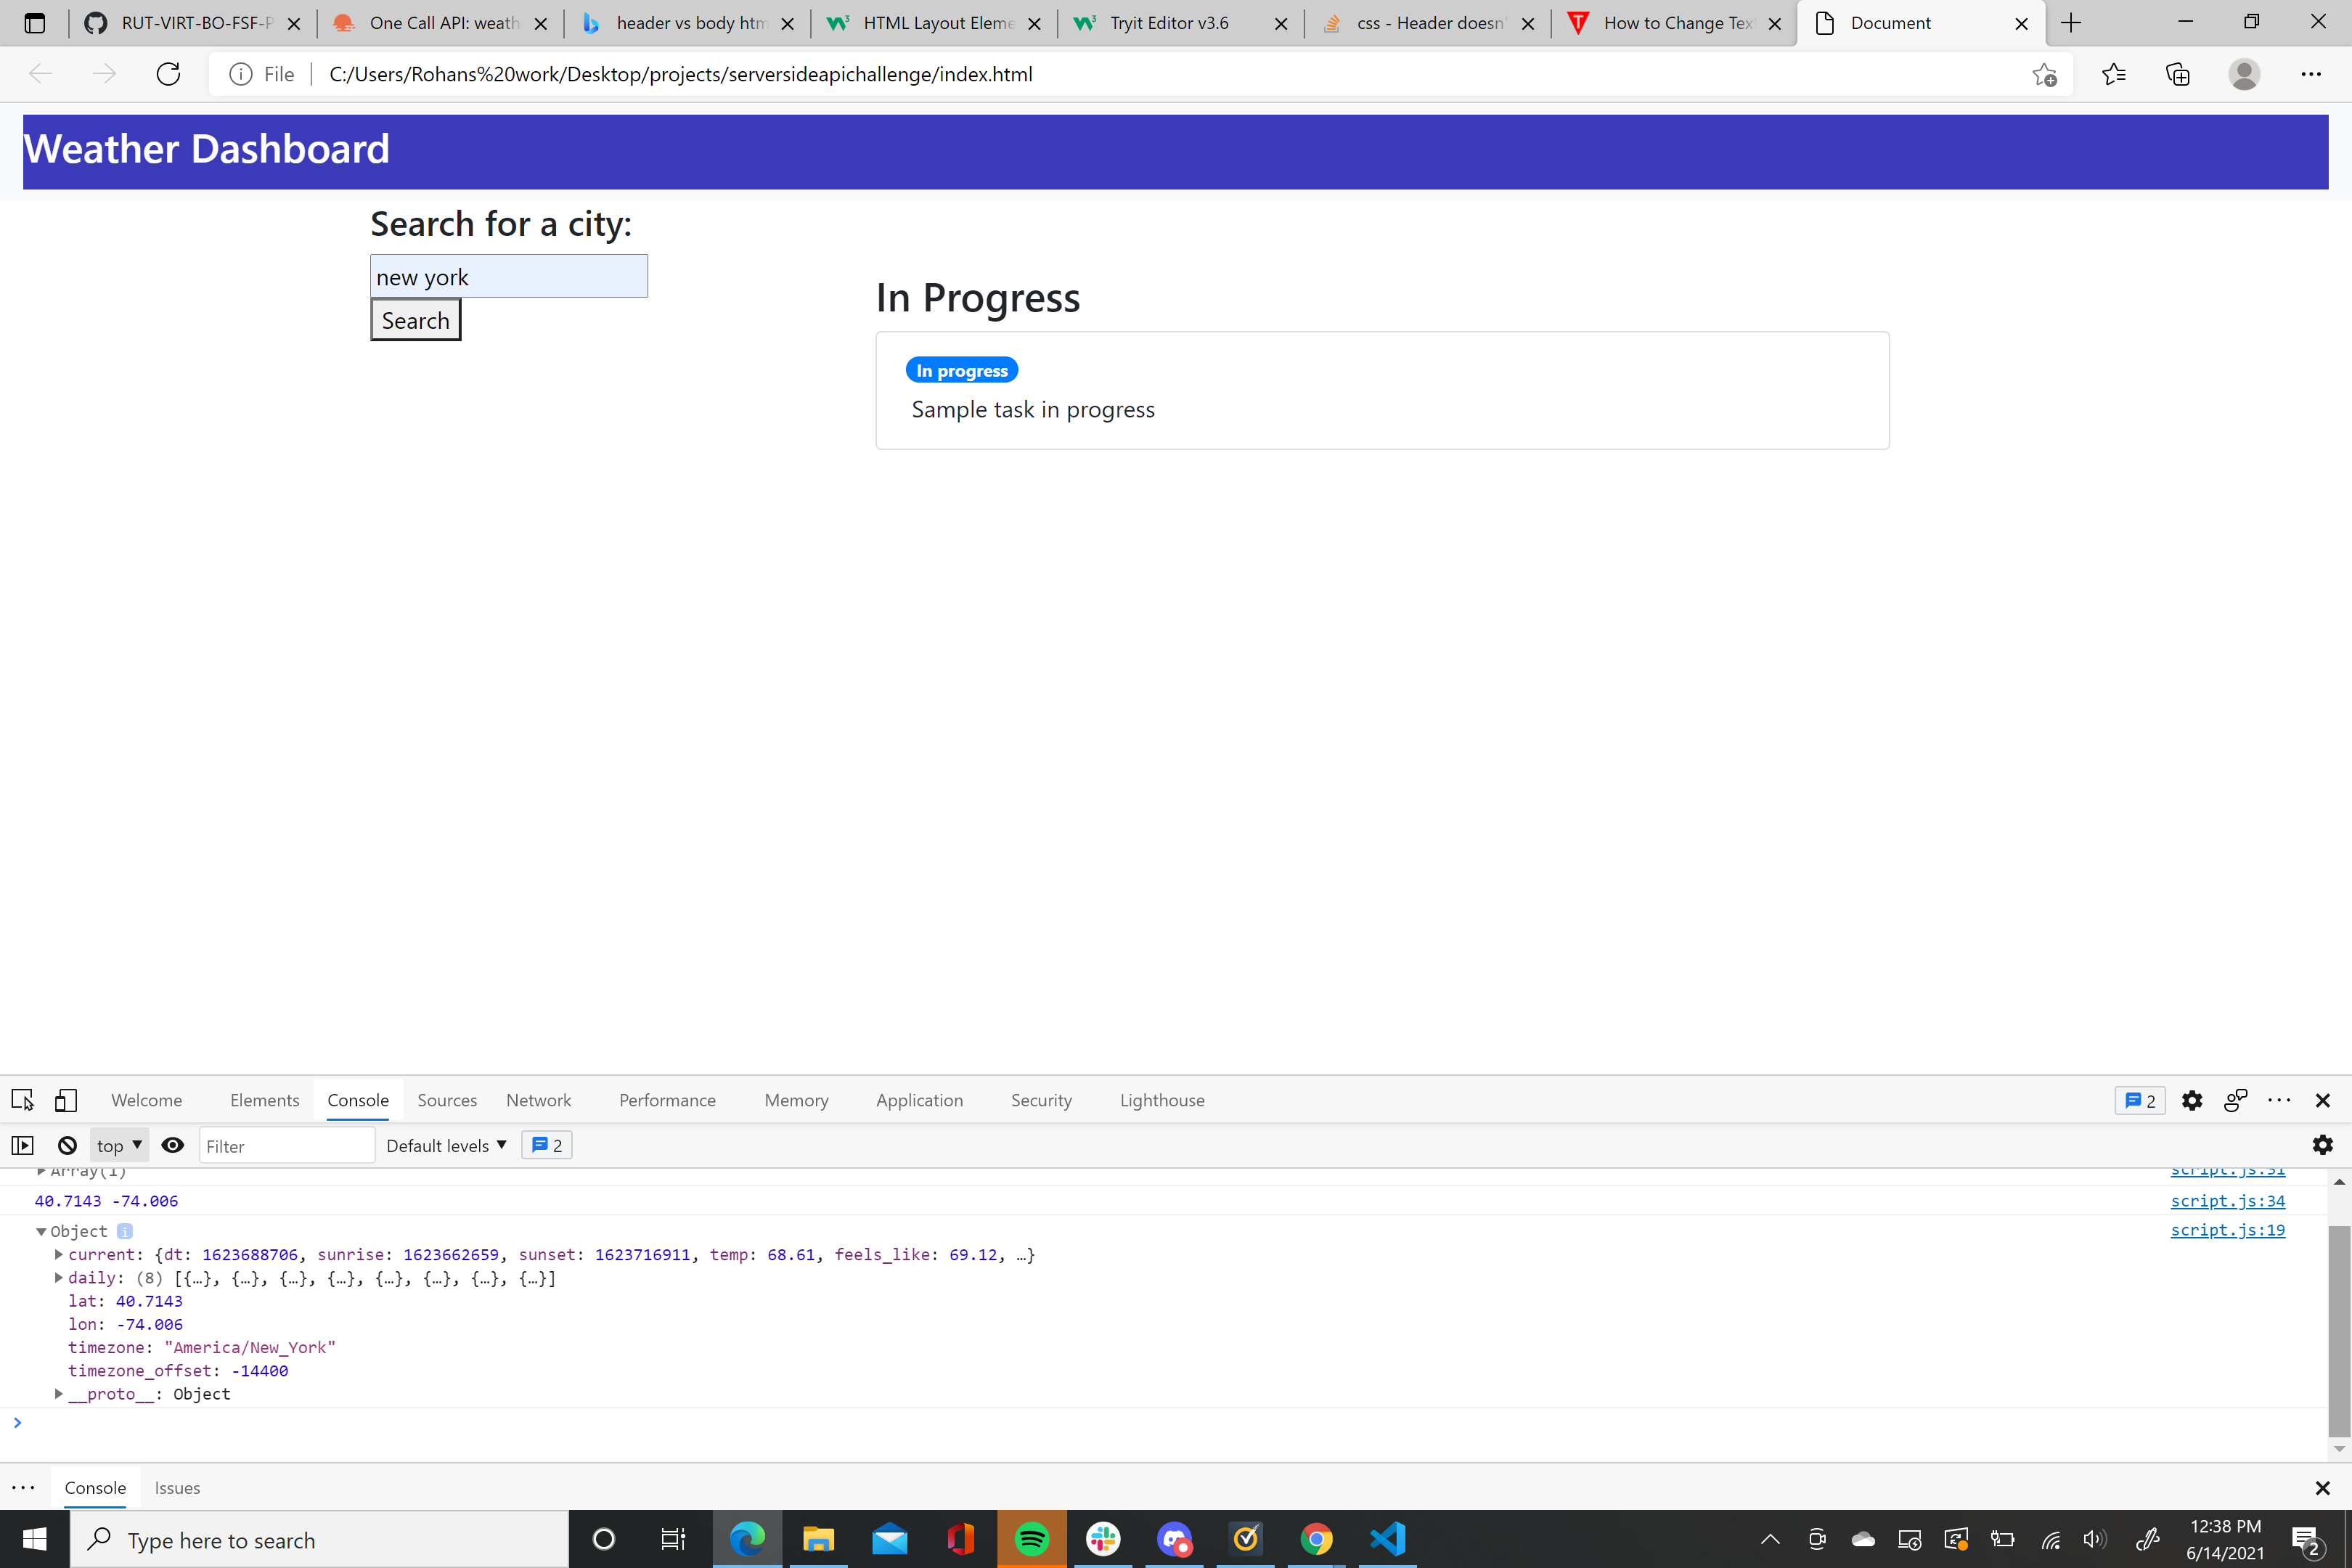 RUT-VIRT-BO-FSF-P
One Call API: weath
header vs body htm
HTML Layout Eleme
Tryit Editor v3.6
css - Header doesn'
How to Change Tex
Document
File C:/Users/Rohans%20work/Desktop/projects/serversideapichallenge/index.html
Weather Dashboard
Search for a city:
new york
Search
In Progress
In progress
Sample task in progress
Welcome Elements Console Sources Network Performance Memory Application Security Lighthouse 2
top ▼ Filter Default levels ▼ 2
▶Array(1) script.js:31
40.7143 -74.006 script.js:34
▼Object i script.js:19
▶current: {dt: 1623688706, sunrise: 1623662659, sunset: 1623716911, temp: 68.61, feels_like: 69.12, …}
▶daily: (8) [{…}, {…}, {…}, {…}, {…}, {…}, {…}, {…}]
lat: 40.7143
lon: -74.006
timezone: "America/New_York"
timezone_offset: -14400
▶__proto__: Object
Console Issues
Type here to search
12:38 PM
6/14/2021
2